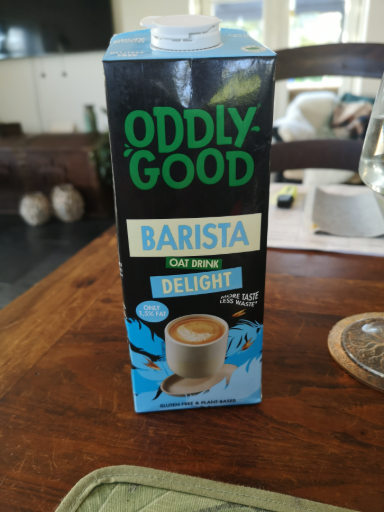 ODDLY-
GOOD
BARISTA
OAT DRINK
DELIGHT
MORE TASTE
LESS WASTE*
ONLY
1,5% FAT
GLUTEN FREE & PLANT-BASED